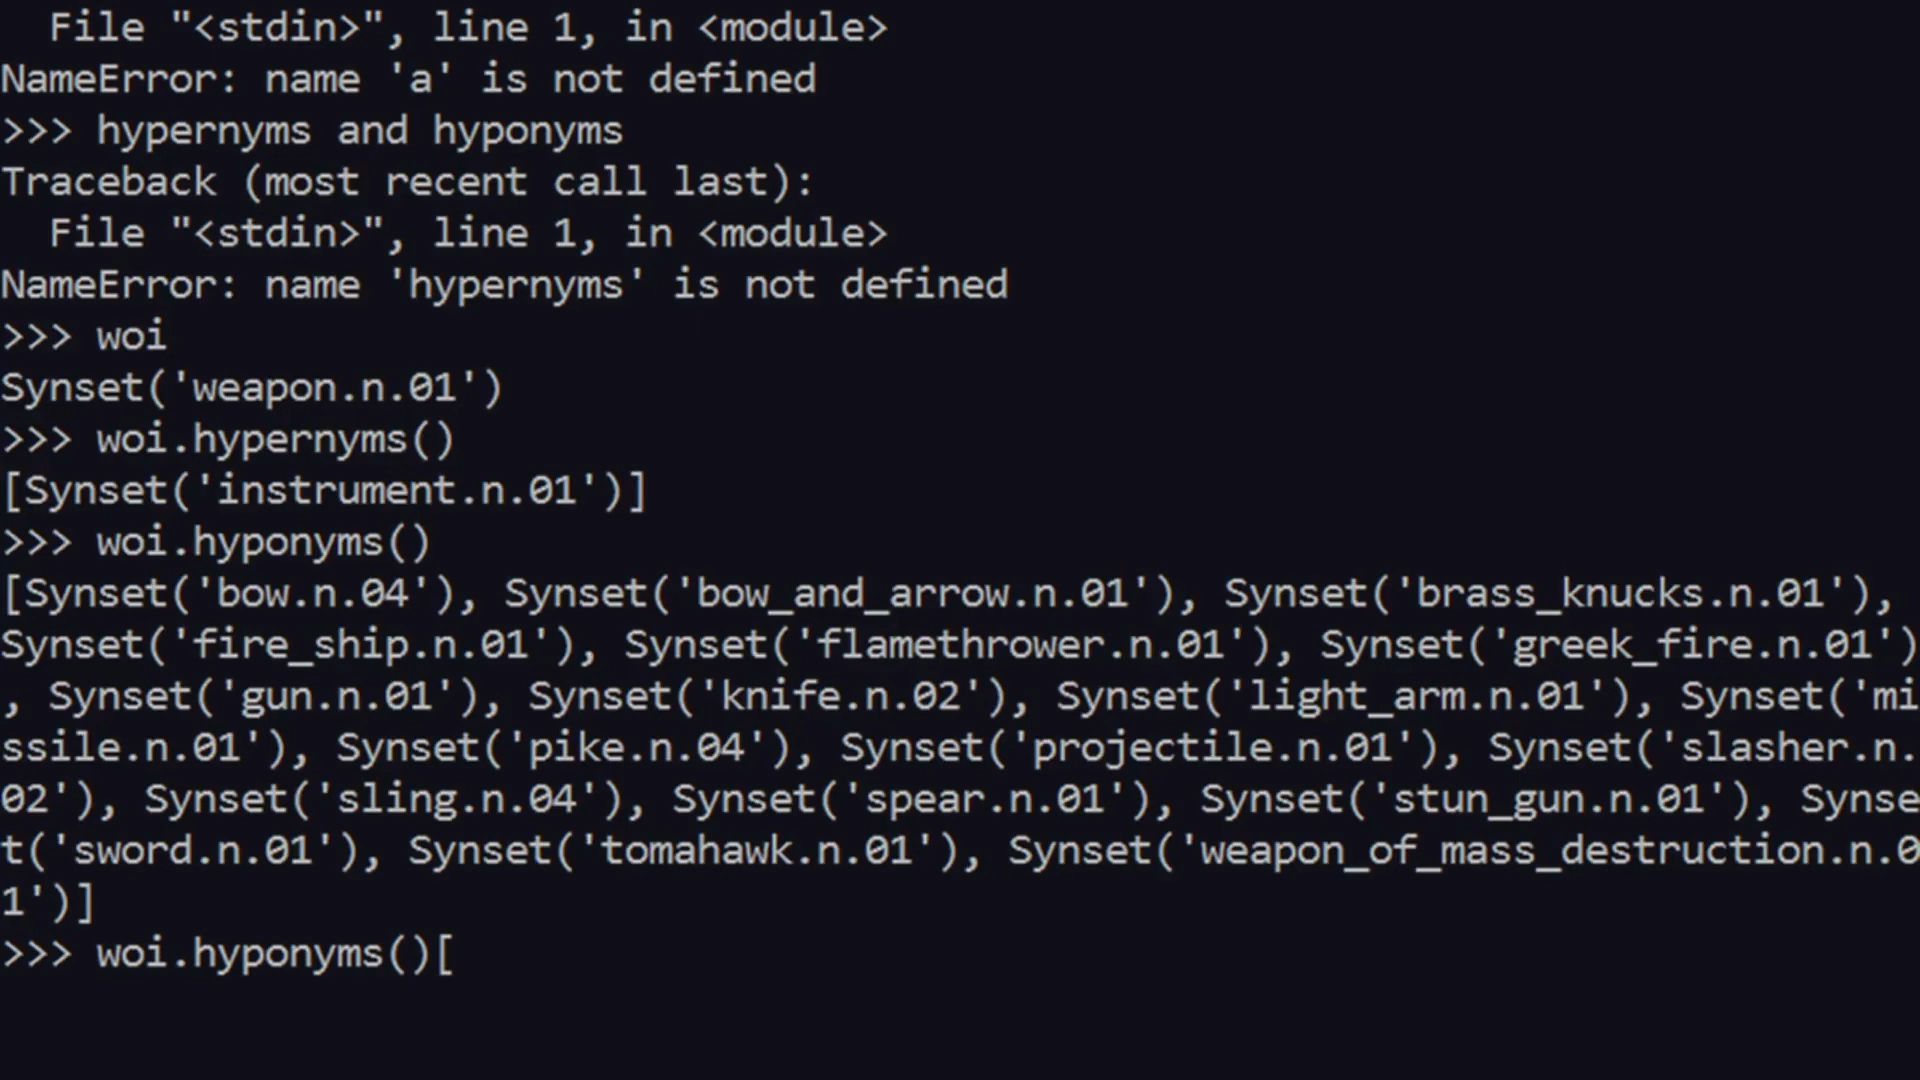 File "<stdin>", line 1, in <module>
NameError: name 'a' is not defined
>>> hypernyms and hyponyms
Traceback (most recent call last):
  File "<stdin>", line 1, in <module>
NameError: name 'hypernyms' is not defined
>>> woi
Synset('weapon.n.01')
>>> woi.hypernyms()
[Synset('instrument.n.01')]
>>> woi.hyponyms()
[Synset('bow.n.04'), Synset('bow_and_arrow.n.01'), Synset('brass_knucks.n.01'),
Synset('fire_ship.n.01'), Synset('flamethrower.n.01'), Synset('greek_fire.n.01')
, Synset('gun.n.01'), Synset('knife.n.02'), Synset('light_arm.n.01'), Synset('mi
ssile.n.01'), Synset('pike.n.04'), Synset('projectile.n.01'), Synset('slasher.n.
02'), Synset('sling.n.04'), Synset('spear.n.01'), Synset('stun_gun.n.01'), Synse
t('sword.n.01'), Synset('tomahawk.n.01'), Synset('weapon_of_mass_destruction.n.0
1')]
>>> woi.hyponyms()[